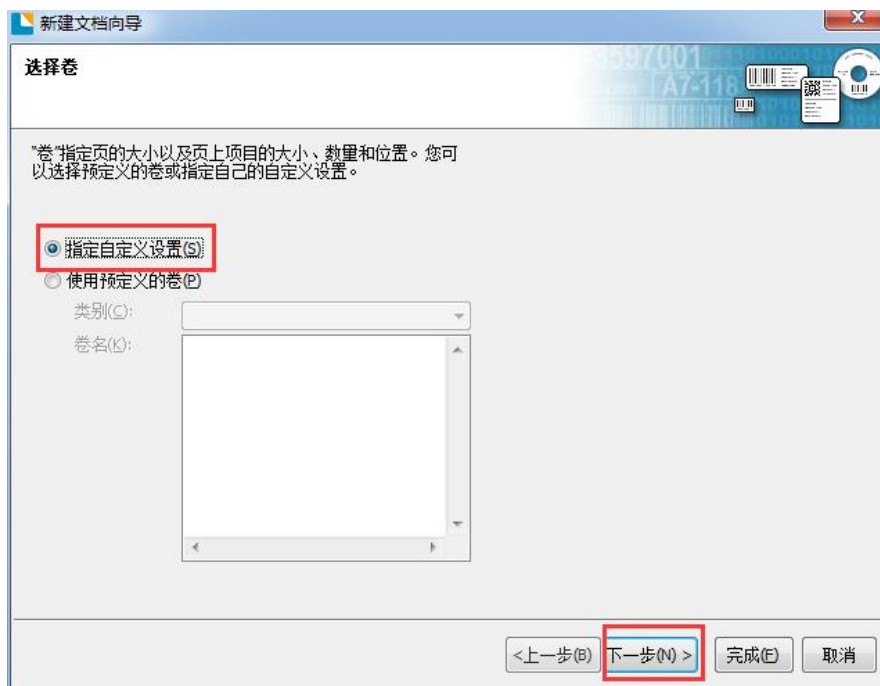 新建文档向导
选择卷
3597001
A7-118
"卷"指定页的大小以及页上项目的大小、数量和位置。您可
以选择预定义的卷或指定自己的自定义设置。
指定自定义设置(S)
使用预定义的卷(P)
类别(C):
卷名(K):
<上一步(B)
下一步(N) >
完成(F)
取消